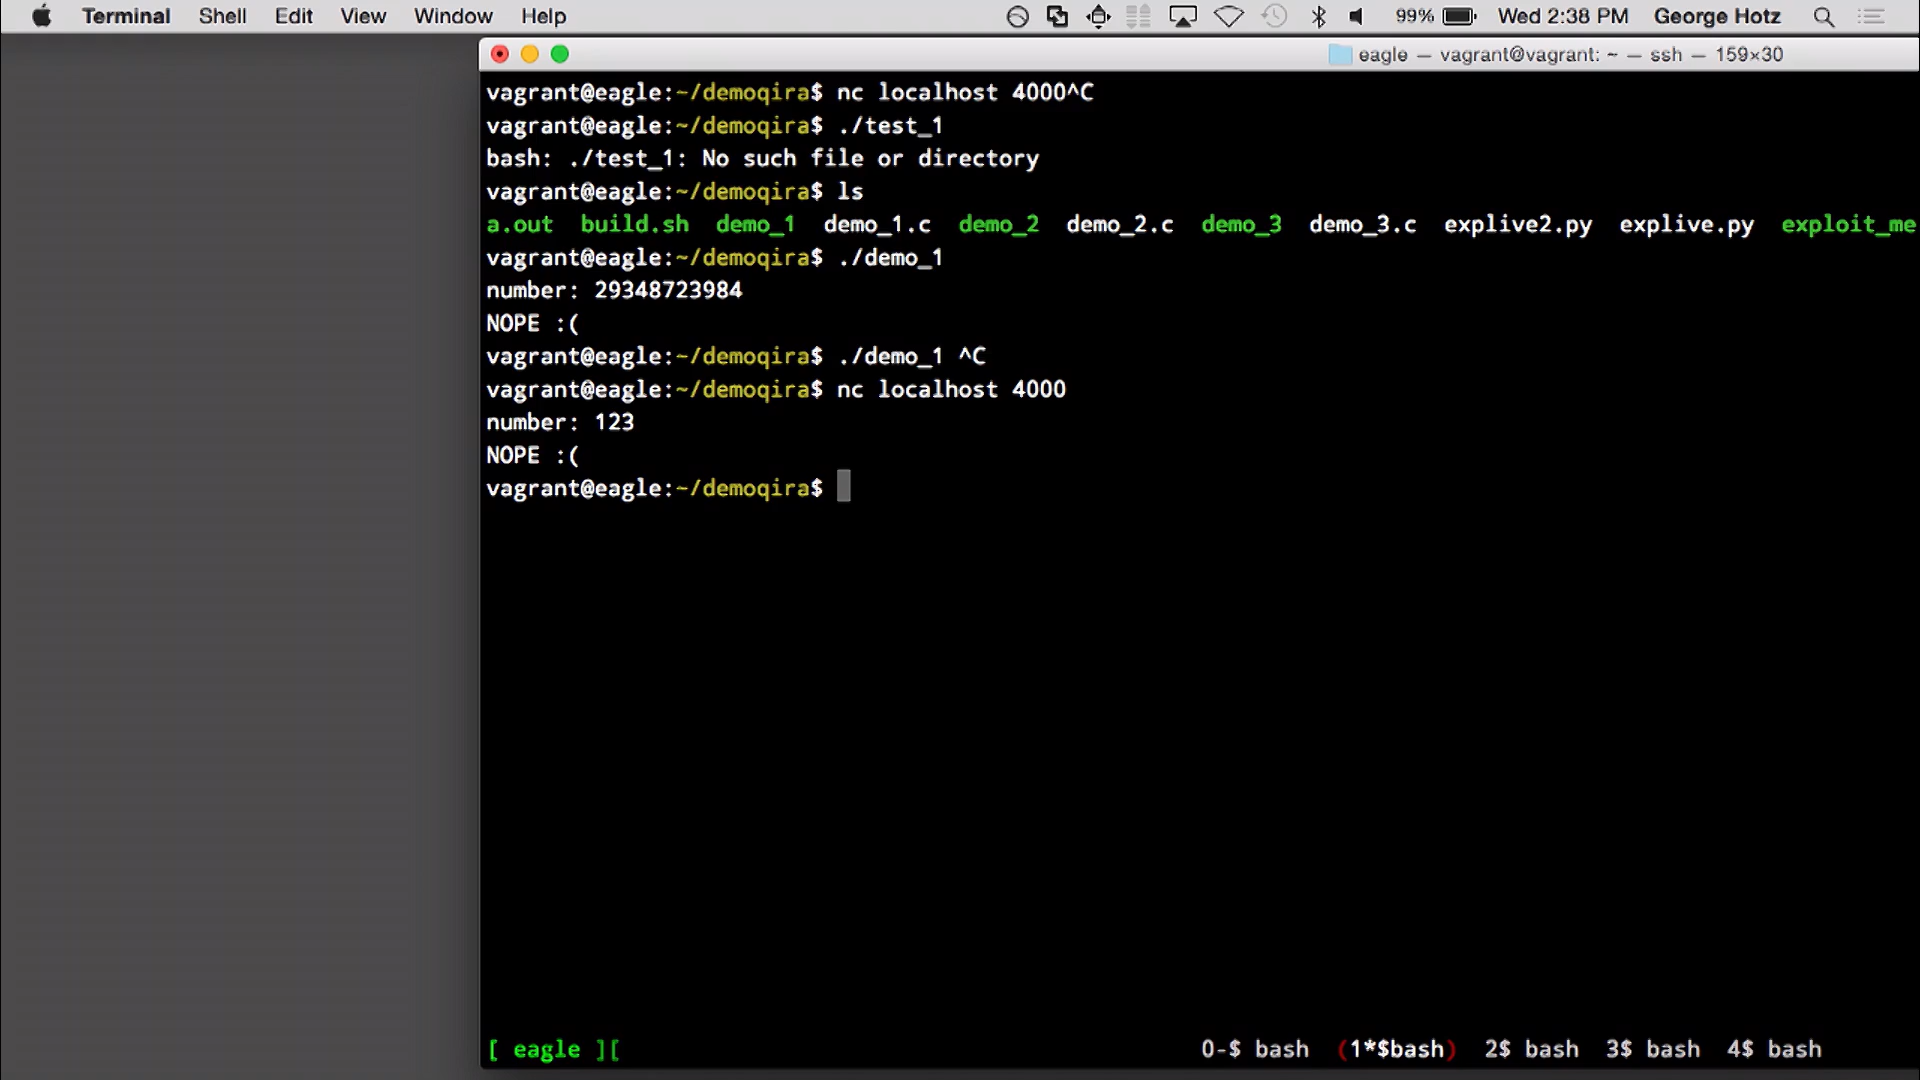 Terminal Shell Edit View Window Help 99% Wed 2:38 PM George Hotz
eagle — vagrant@vagrant: ~ — ssh — 159×30
vagrant@eagle:~/demoqira$ nc localhost 4000^C
vagrant@eagle:~/demoqira$ ./test_1
bash: ./test_1: No such file or directory
vagrant@eagle:~/demoqira$ ls
a.out build.sh demo_1 demo_1.c demo_2 demo_2.c demo_3 demo_3.c explive2.py explive.py exploit_me
vagrant@eagle:~/demoqira$ ./demo_1
number: 29348723984
NOPE :(
vagrant@eagle:~/demoqira$ ./demo_1 ^C
vagrant@eagle:~/demoqira$ nc localhost 4000
number: 123
NOPE :(
vagrant@eagle:~/demoqira$
[ eagle ][ 0-$ bash (1*$bash) 2$ bash 3$ bash 4$ bash